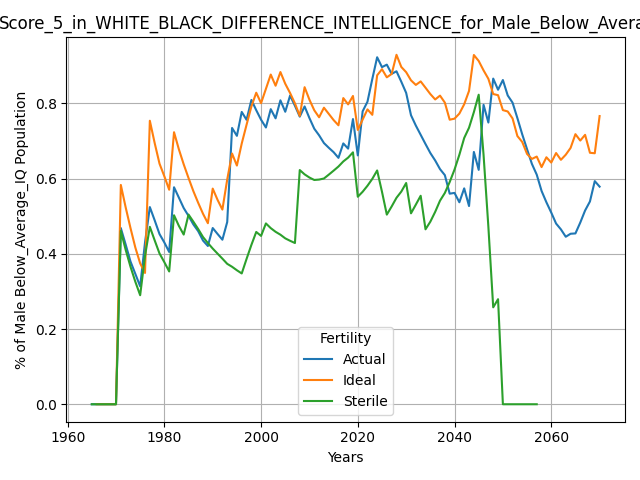 Score_5_in_WHITE_BLACK_DIFFERENCE_INTELLIGENCE_for_Male_Below_Avera
% of Male Below_Average_IQ Population
0.8
0.6
0.4
0.2
0.0
Fertility
Actual
Ideal
Sterile
1960 1980 2000 2020 2040 2060
Years